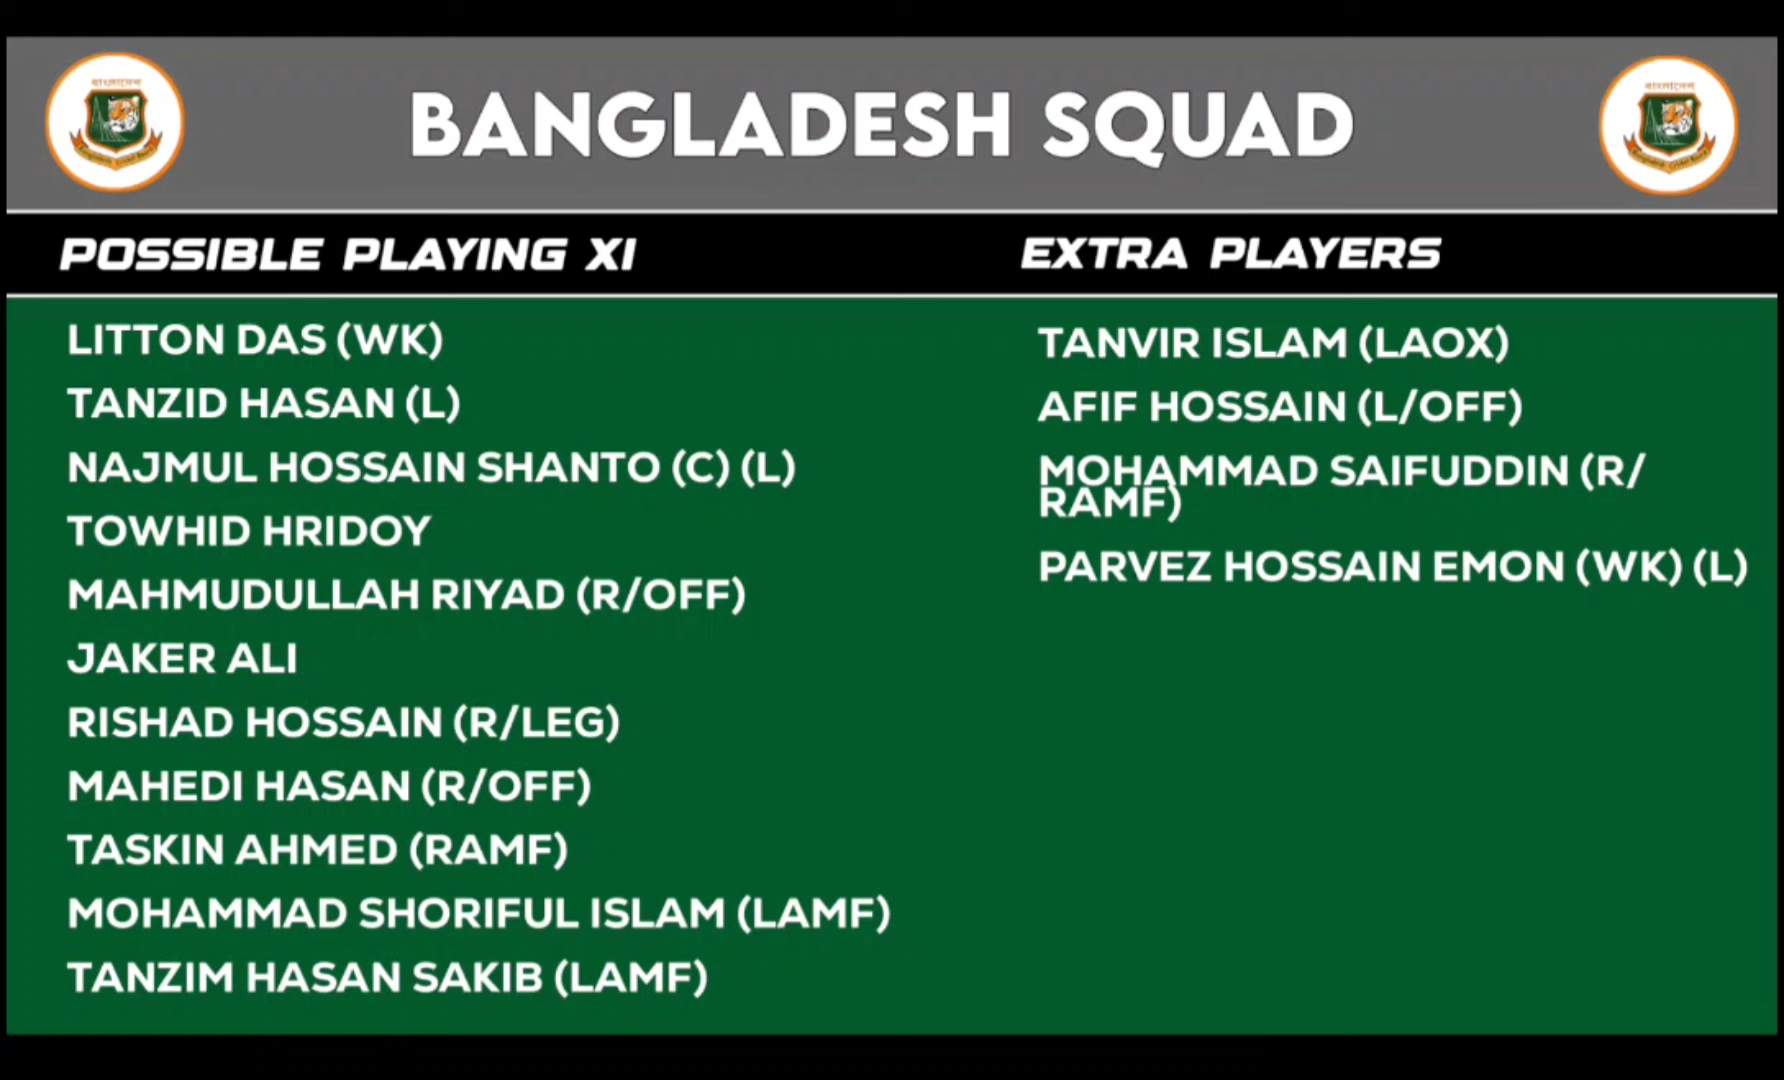 বাংলাদেশ
বাংলাদেশ
BANGLADESH SQUAD
POSSIBLE PLAYING XI
LITTON DAS (WK)
TANZID HASAN (L)
NAJMUL HOSSAIN SHANTO (C) (L)
TOWHID HRIDOY
MAHMUDULLAH RIYAD (R/OFF)
JAKER ALI
RISHAD HOSSAIN (R/LEG)
MAHEDI HASAN (R/OFF)
TASKIN AHMED (RAMF)
MOHAMMAD SHORIFUL ISLAM (LAMF)
TANZIM HASAN SAKIB (LAMF)
EXTRA PLAYERS
TANVIR ISLAM (LAOX)
AFIF HOSSAIN (L/OFF)
MOHAMMAD SAIFUDDIN (R/
RAMF)
PARVEZ HOSSAIN EMON (WK) (L)